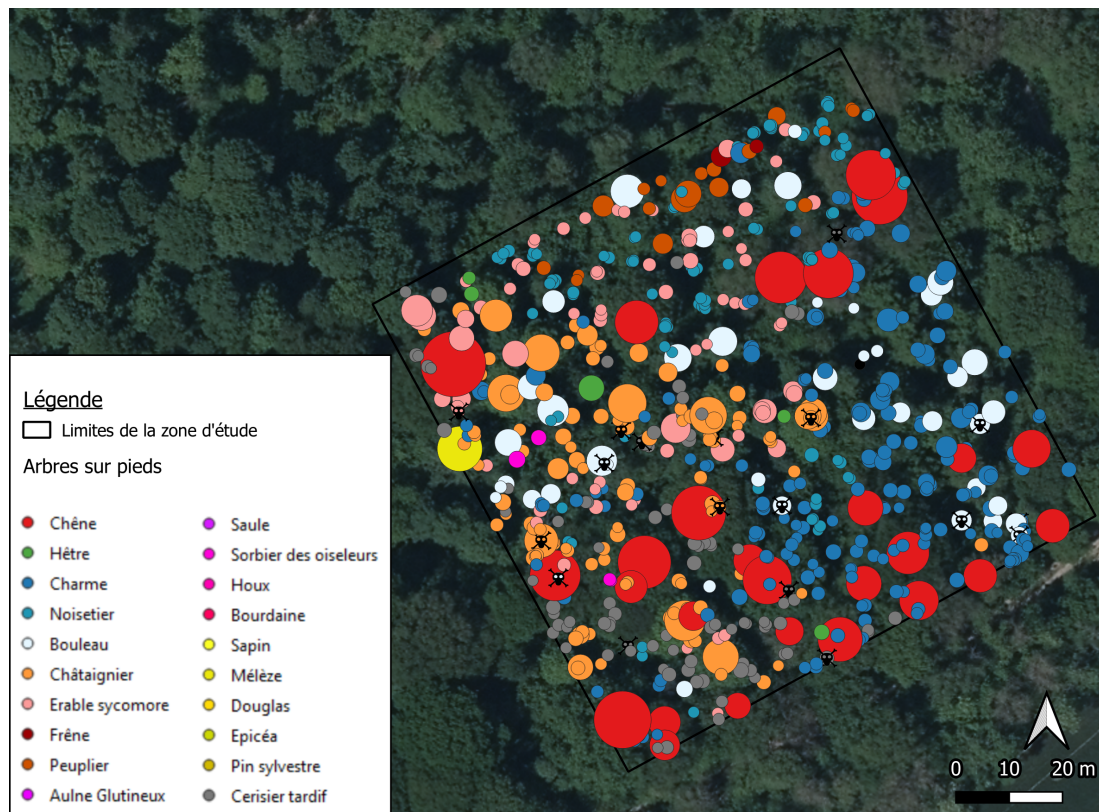 Légende
Limites de la zone d'étude
Arbres sur pieds
Chêne
Hêtre
Charme
Noisetier
Bouleau
Châtaignier
Erable sycomore
Frêne
Peuplier
Aulne Glutineux
Saule
Sorbier des oiseleurs
Houx
Bourdaine
Sapin
Mélèze
Douglas
Epicéa
Pin sylvestre
Cerisier tardif
0 10 20 m